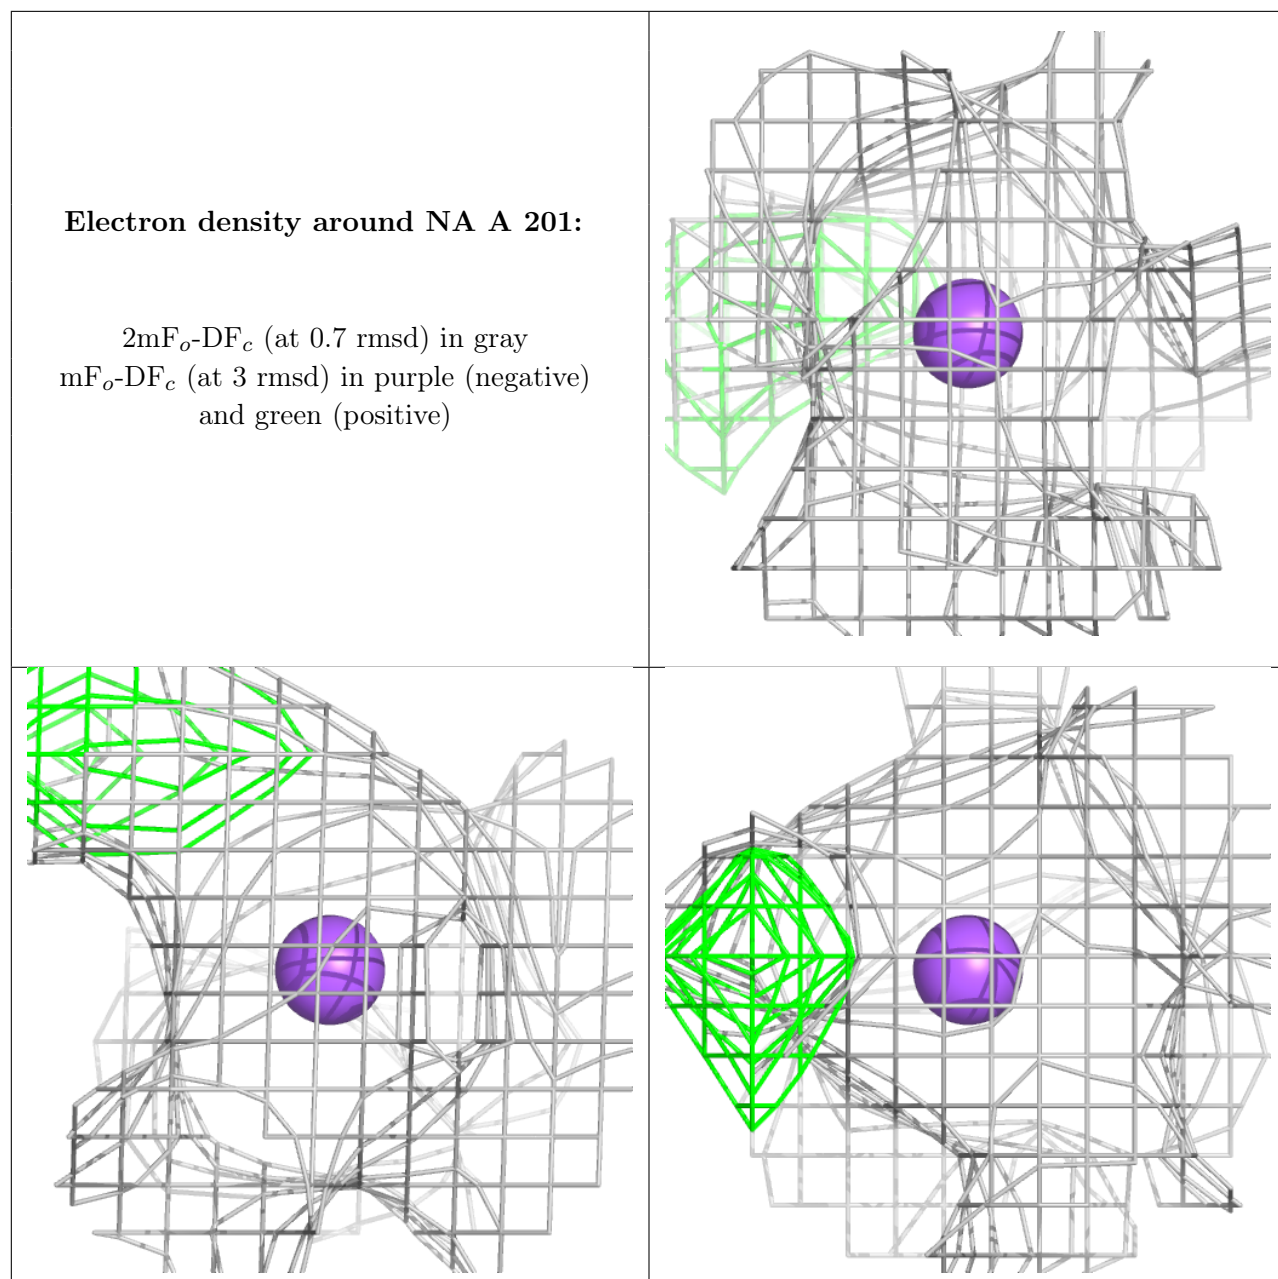 Electron density around NA A 201:
2mFo-DFc (at 0.7 rmsd) in gray
mFo-DFc (at 3 rmsd) in purple (negative)
and green (positive)